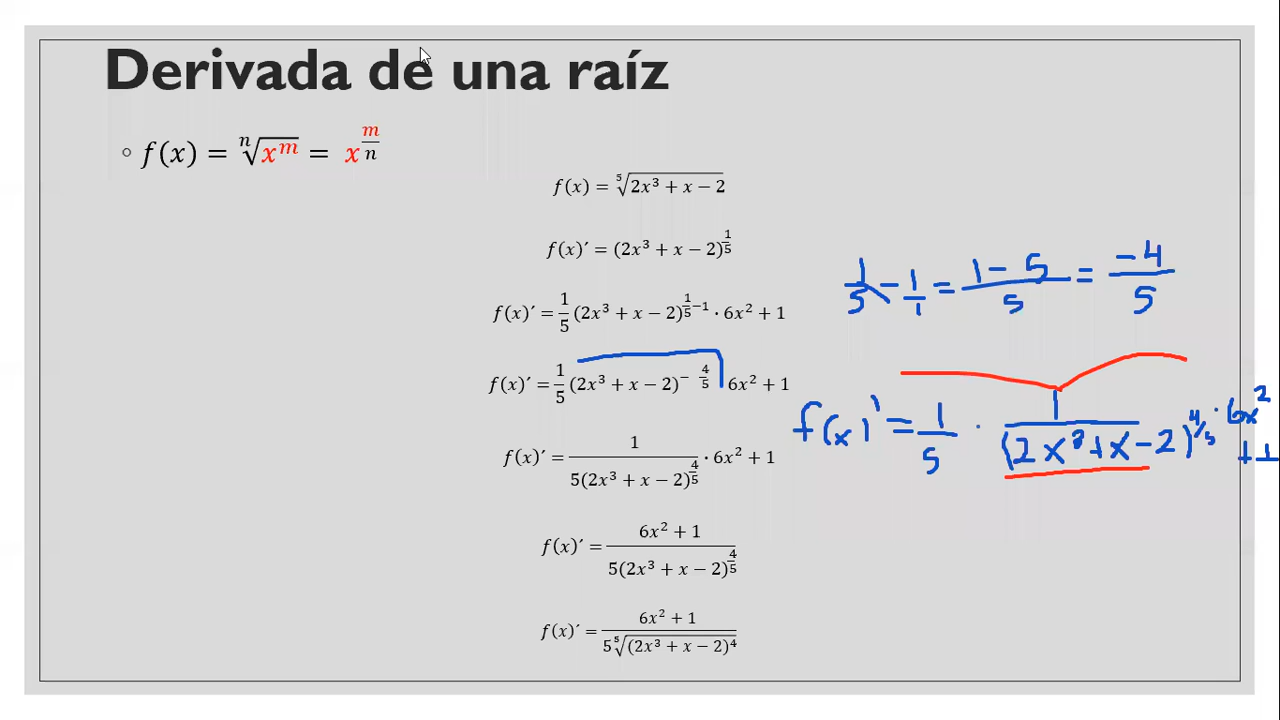 Derivada de una raíz
◦ f(x) = ⁿ√(x^m) = x^(m/n)
f(x) = ⁵√(2x³ + x − 2)
f(x)´ = (2x³ + x − 2)^(1/5)
f(x)´ = 1/5 (2x³ + x − 2)^(1/5 − 1) · 6x² + 1
f(x)´ = 1/5 (2x³ + x − 2)^(− 4/5) 6x² + 1
f(x)´ = 1/(5(2x³ + x − 2)^(4/5)) · 6x² + 1
f(x)´ = (6x² + 1)/(5(2x³ + x − 2)^(4/5))
f(x)´ = (6x² + 1)/(5 ⁵√((2x³ + x − 2)⁴))
1/5 − 1/1 = (1 − 5)/5 = −4/5
f(x)' = 1/5 · 1/(2x³ + x − 2)^(4/5) · 6x² + 1